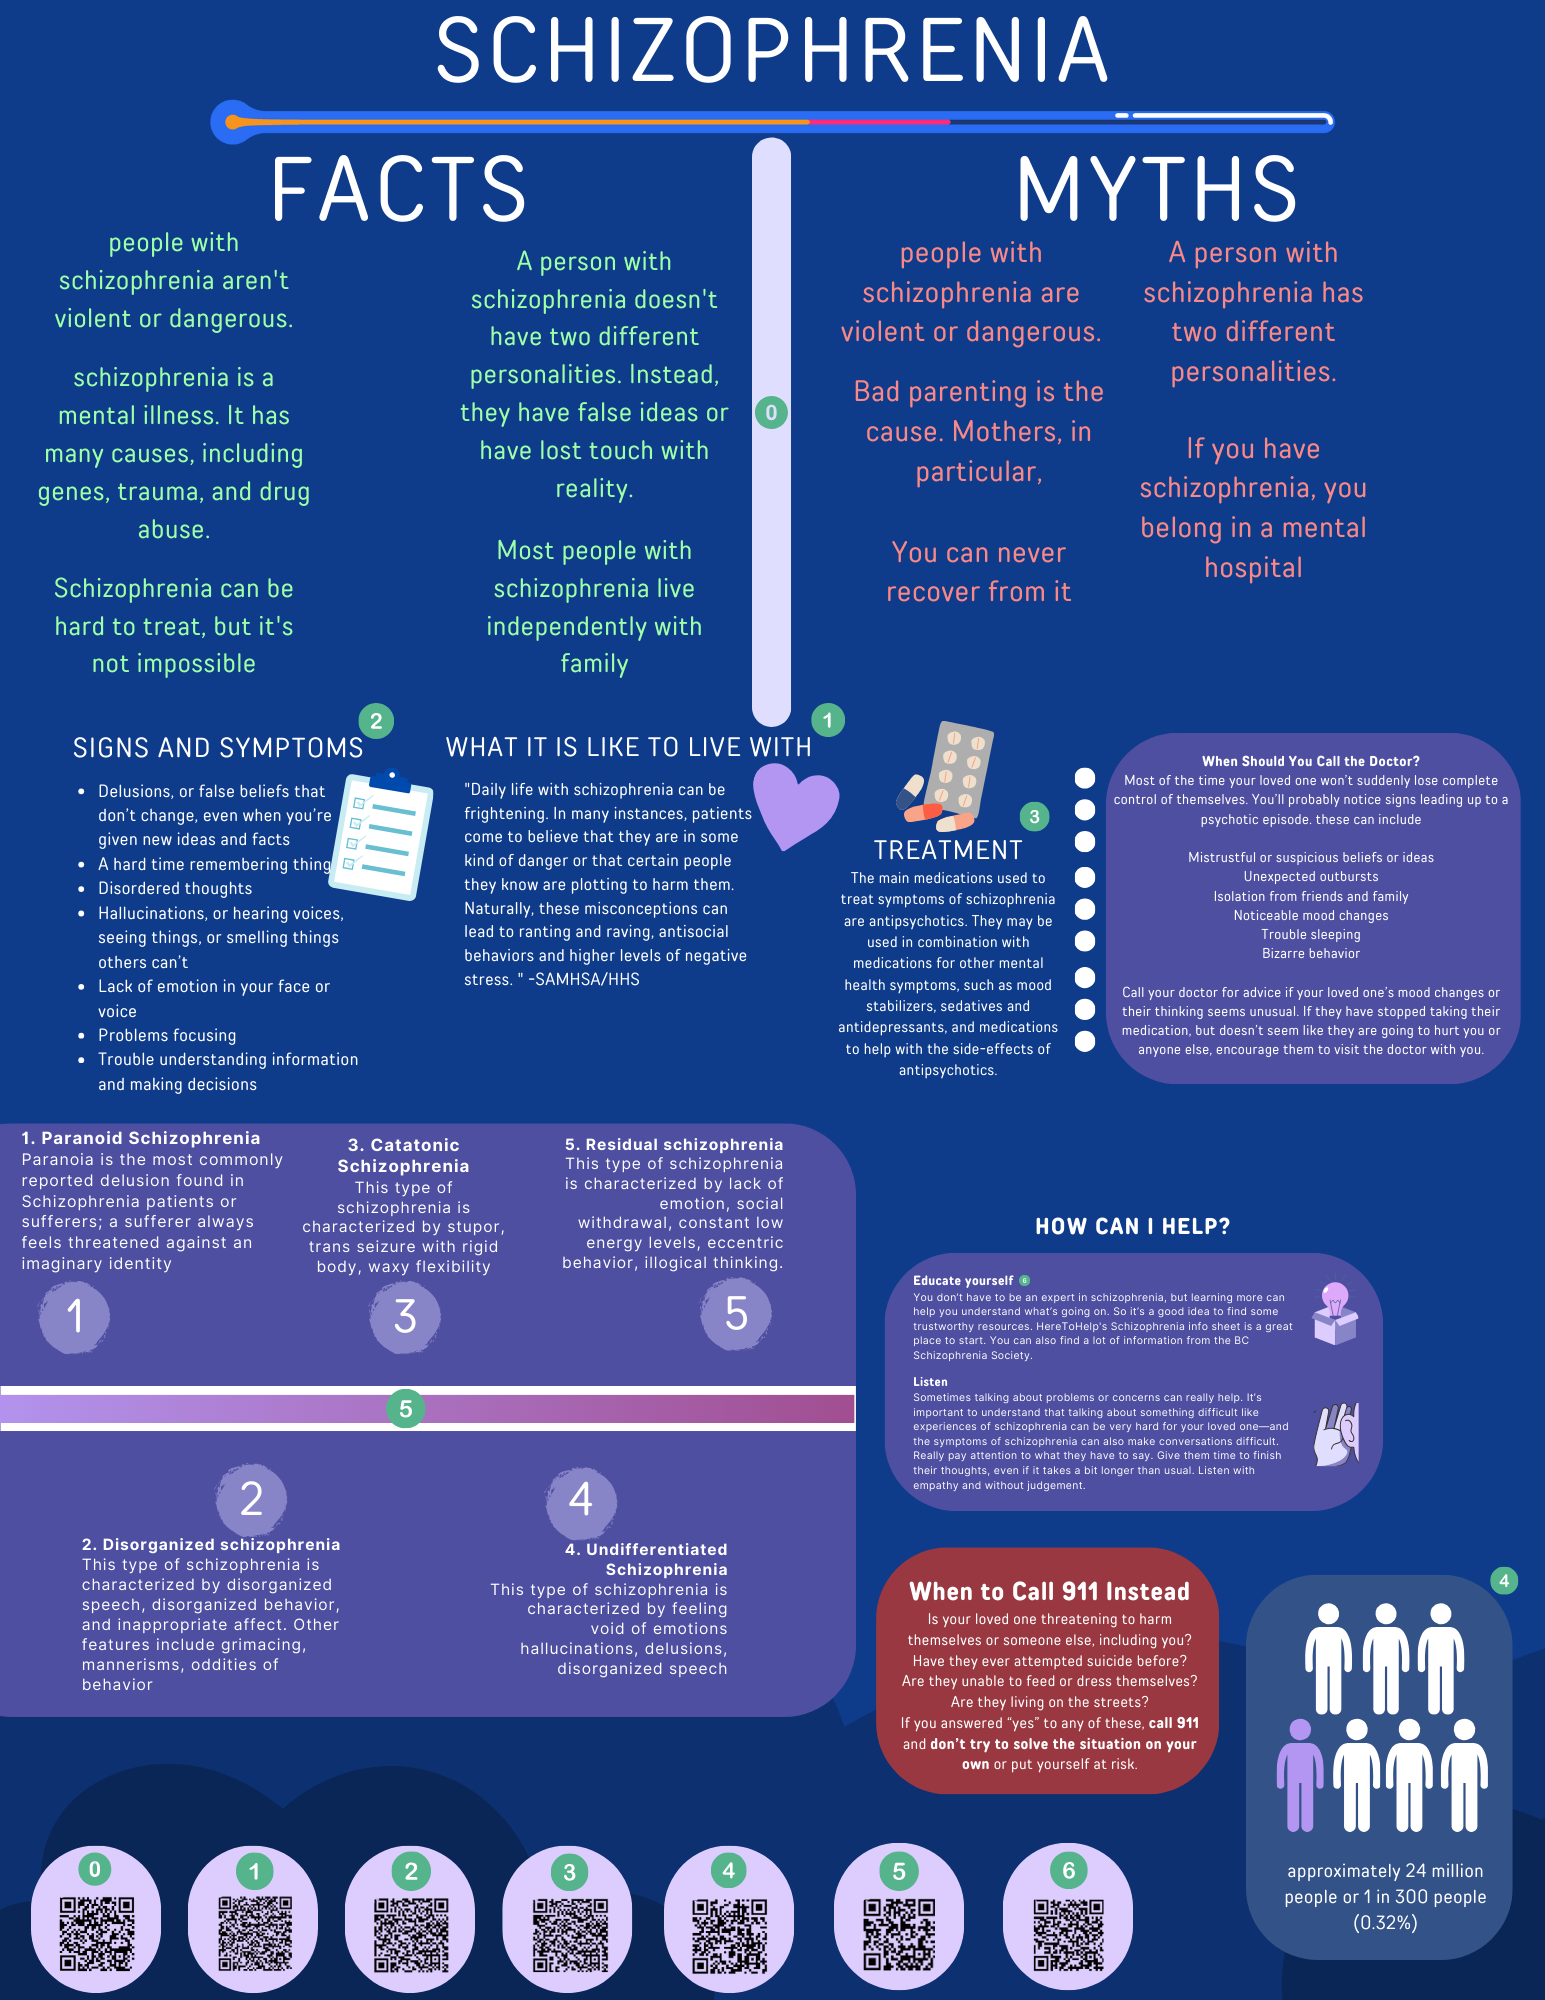 SCHIZOPHRENIA
FACTS
people with
schizophrenia aren't
violent or dangerous.
schizophrenia is a
mental illness. It has
many causes, including
genes, trauma, and drug
abuse.
Schizophrenia can be
hard to treat, but it's
not impossible
A person with
schizophrenia doesn't
have two different
personalities. Instead,
they have false ideas or
have lost touch with
reality.
Most people with
schizophrenia live
independently with
family
0
MYTHS
people with
schizophrenia are
violent or dangerous.
Bad parenting is the
cause. Mothers, in
particular,
You can never
recover from it
A person with
schizophrenia has
two different
personalities.
If you have
schizophrenia, you
belong in a mental
hospital
2
SIGNS AND SYMPTOMS
• Delusions, or false beliefs that
don't change, even when you're
given new ideas and facts
• A hard time remembering thing
• Disordered thoughts
• Hallucinations, or hearing voices,
seeing things, or smelling things
others can't
• Lack of emotion in your face or
voice
• Problems focusing
• Trouble understanding information
and making decisions
1
WHAT IT IS LIKE TO LIVE WITH
"Daily life with schizophrenia can be
frightening. In many instances, patients
come to believe that they are in some
kind of danger or that certain people
they know are plotting to harm them.
Naturally, these misconceptions can
lead to ranting and raving, antisocial
behaviors and higher levels of negative
stress. " -SAMHSA/HHS
3
TREATMENT
The main medications used to
treat symptoms of schizophrenia
are antipsychotics. They may be
used in combination with
medications for other mental
health symptoms, such as mood
stabilizers, sedatives and
antidepressants, and medications
to help with the side-effects of
antipsychotics.
When Should You Call the Doctor?
Most of the time your loved one won't suddenly lose complete
control of themselves. You'll probably notice signs leading up to a
psychotic episode. these can include
Mistrustful or suspicious beliefs or ideas
Unexpected outbursts
Isolation from friends and family
Noticeable mood changes
Trouble sleeping
Bizarre behavior
Call your doctor for advice if your loved one's mood changes or
their thinking seems unusual. If they have stopped taking their
medication, but doesn't seem like they are going to hurt you or
anyone else, encourage them to visit the doctor with you.
1. Paranoid Schizophrenia
Paranoia is the most commonly
reported delusion found in
Schizophrenia patients or
sufferers; a sufferer always
feels threatened against an
imaginary identity
1
3. Catatonic
Schizophrenia
This type of
schizophrenia is
characterized by stupor,
trans seizure with rigid
body, waxy flexibility
3
5. Residual schizophrenia
This type of schizophrenia
is characterized by lack of
emotion, social
withdrawal, constant low
energy levels, eccentric
behavior, illogical thinking.
5
5
2
2. Disorganized schizophrenia
This type of schizophrenia is
characterized by disorganized
speech, disorganized behavior,
and inappropriate affect. Other
features include grimacing,
mannerisms, oddities of
behavior
4
4. Undifferentiated
Schizophrenia
This type of schizophrenia is
characterized by feeling
void of emotions
hallucinations, delusions,
disorganized speech
HOW CAN I HELP?
Educate yourself 6
You don't have to be an expert in schizophrenia, but learning more can
help you understand what's going on. So it's a good idea to find some
trustworthy resources. HereToHelp's Schizophrenia info sheet is a great
place to start. You can also find a lot of information from the BC
Schizophrenia Society.
Listen
Sometimes talking about problems or concerns can really help. It's
important to understand that talking about something difficult like
experiences of schizophrenia can be very hard for your loved one—and
the symptoms of schizophrenia can also make conversations difficult.
Really pay attention to what they have to say. Give them time to finish
their thoughts, even if it takes a bit longer than usual. Listen with
empathy and without judgement.
When to Call 911 Instead
Is your loved one threatening to harm
themselves or someone else, including you?
Have they ever attempted suicide before?
Are they unable to feed or dress themselves?
Are they living on the streets?
If you answered "yes" to any of these, call 911
and don't try to solve the situation on your
own or put yourself at risk.
4
approximately 24 million
people or 1 in 300 people
(0.32%)
0
1
2
3
4
5
6